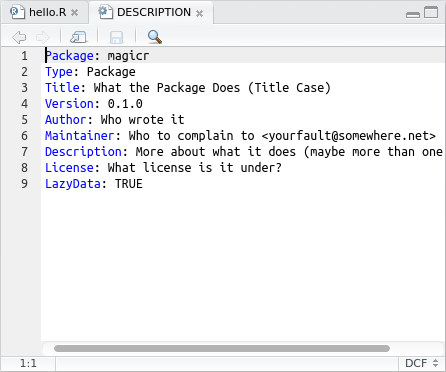 hello.R DESCRIPTION
1 Package: magicr
2 Type: Package
3 Title: What the Package Does (Title Case)
4 Version: 0.1.0
5 Author: Who wrote it
6 Maintainer: Who to complain to <yourfault@somewhere.net>
7 Description: More about what it does (maybe more than one
8 License: What license is it under?
9 LazyData: TRUE
1:1 DCF